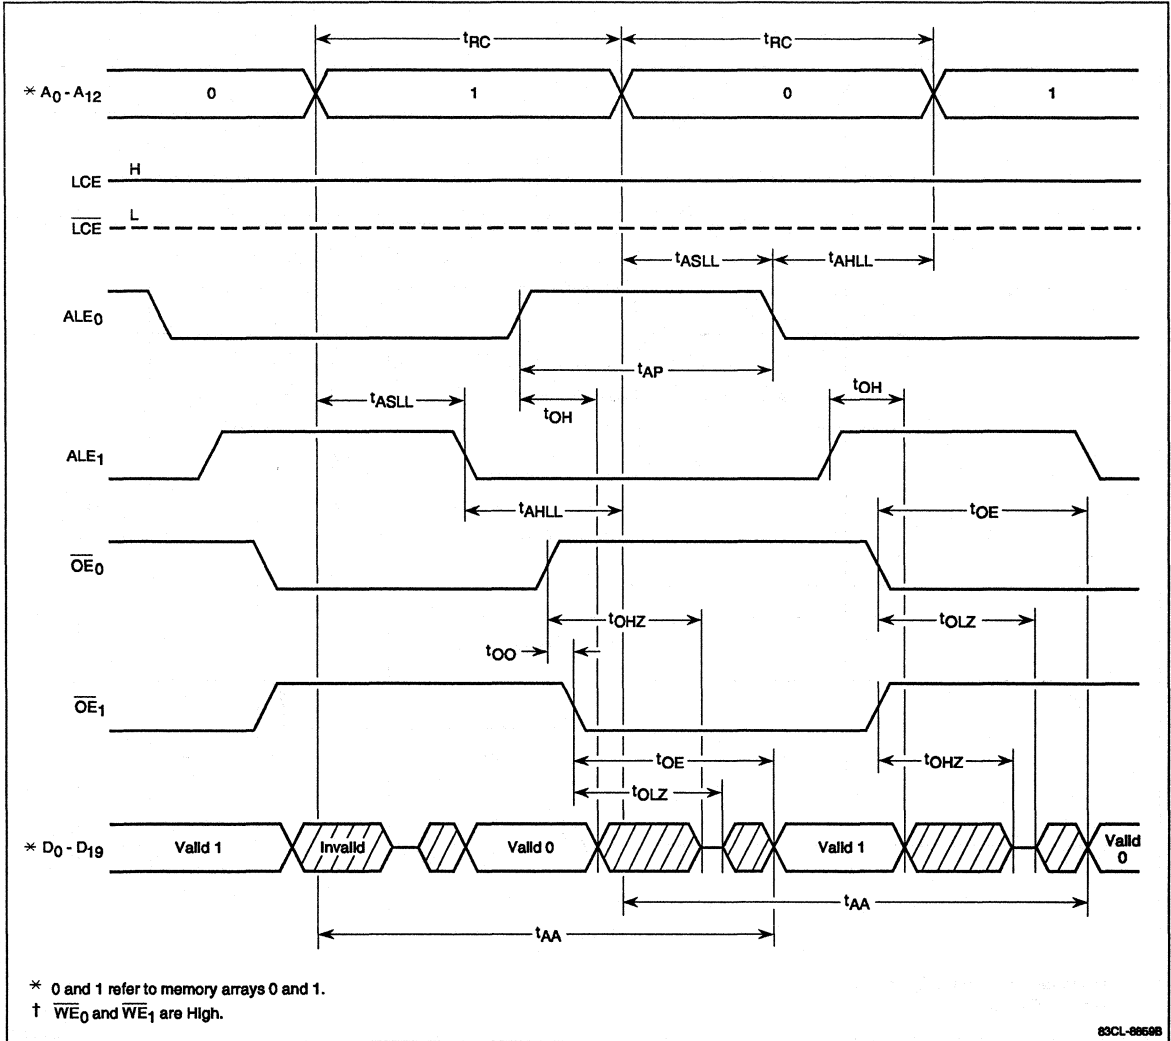 tRC tRC
* A0 - A12 0 1 0 1
H
LCE
L
LCE
tASLL tAHLL
ALE0
tAP
tOH
tASLL
tOH
ALE1
tAHLL
tOE
OE0
tOHZ
tOLZ
tOO
OE1
tOE
tOHZ
tOLZ
* D0 - D19 Valid 1 Invalid Valid 0 Valid 1 Valid 0
tAA
tAA
* 0 and 1 refer to memory arrays 0 and 1.
† WE0 and WE1 are High.
83CL-8859B